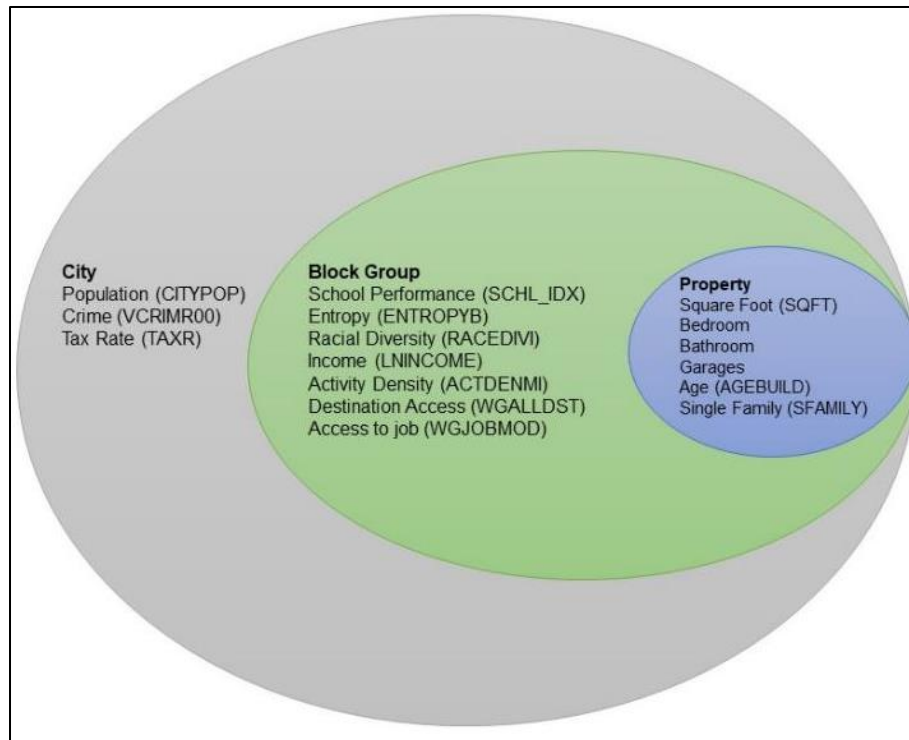 City
Population (CITYPOP)
Crime (VCRIMR00)
Tax Rate (TAXR)
Block Group
School Performance (SCHL_IDX)
Entropy (ENTROPYB)
Racial Diversity (RACEDIVI)
Income (LNINCOME)
Activity Density (ACTDENMI)
Destination Access (WGALLDST)
Access to job (WGJOBMOD)
Property
Square Foot (SQFT)
Bedroom
Bathroom
Garages
Age (AGEBUILD)
Single Family (SFAMILY)